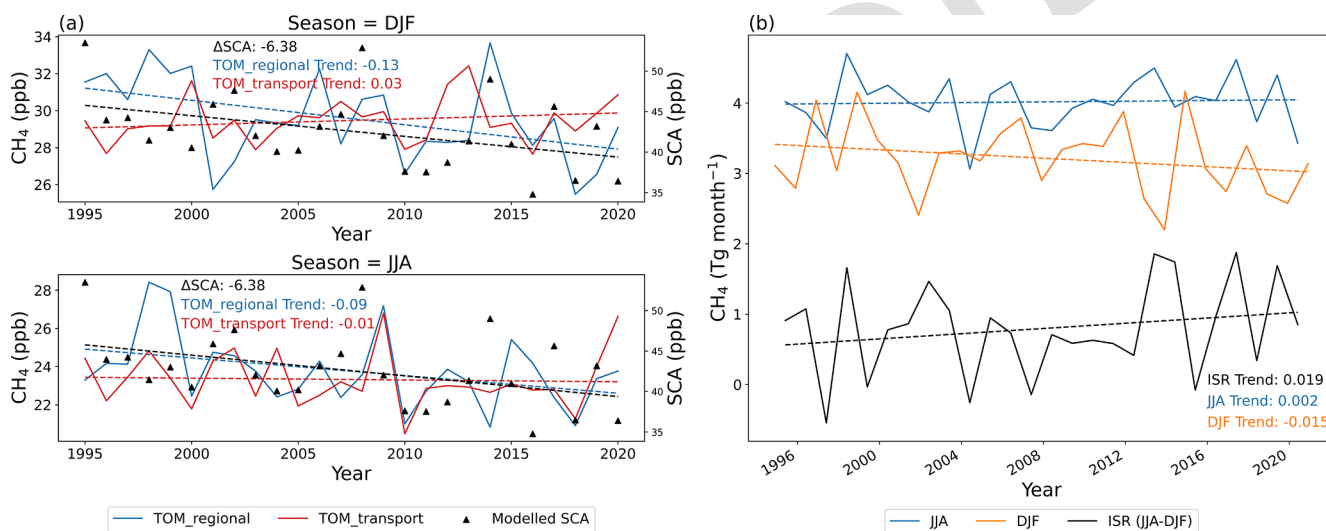 (a)
Season = DJF
34
32
30
28
26
CH₄ (ppb)
ΔSCA: -6.38
TOM_regional Trend: -0.13
TOM_transport Trend: 0.03
50
45
40
35
SCA (ppb)
1995 2000 2005 2010 2015 2020
Year
Season = JJA
28
26
24
22
CH₄ (ppb)
ΔSCA: -6.38
TOM_regional Trend: -0.09
TOM_transport Trend: -0.01
50
45
40
35
SCA (ppb)
1995 2000 2005 2010 2015 2020
Year
TOM_regional TOM_transport Modelled SCA
(b)
4
3
2
1
0
CH₄ (Tg month⁻¹)
ISR Trend: 0.019
JJA Trend: 0.002
DJF Trend: -0.015
1996 2000 2004 2008 2012 2016 2020
Year
JJA DJF ISR (JJA-DJF)